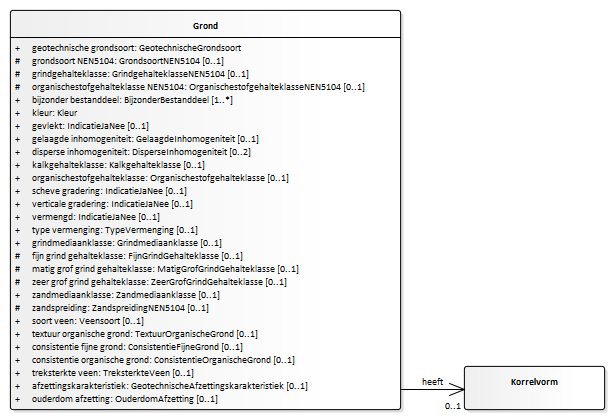 Grond
+ geotechnische grondsoort: GeotechnischeGrondsoort
# grondsoort NEN5104: GrondsoortNEN5104 [0..1]
# grindgehalteklasse: GrindgehalteklasseNEN5104 [0..1]
# organischestofgehalteklasse NEN5104: OrganischestofgehalteklasseNEN5104 [0..1]
+ bijzonder bestanddeel: BijzonderBestanddeel [1..*]
+ kleur: Kleur
+ gevlekt: IndicatieJaNee [0..1]
+ gelaagde inhomogeniteit: GelaagdeInhomogeniteit [0..1]
+ disperse inhomogeniteit: DisperseInhomogeniteit [0..2]
+ kalkgehalteklasse: Kalkgehalteklasse [0..1]
+ organischestofgehalteklasse: Organischestofgehalteklasse [0..1]
+ scheve gradering: IndicatieJaNee [0..1]
+ verticale gradering: IndicatieJaNee [0..1]
+ vermengd: IndicatieJaNee [0..1]
+ type vermenging: TypeVermenging [0..1]
+ grindmediaanklasse: Grindmediaanklasse [0..1]
# fijn grind gehalteklasse: FijnGrindGehalteklasse [0..1]
# matig grof grind gehalteklasse: MatigGrofGrindGehalteklasse [0..1]
# zeer grof grind gehalteklasse: ZeerGrofGrindGehalteklasse [0..1]
+ zandmediaanklasse: Zandmediaanklasse [0..1]
# zandspreiding: ZandspreidingNEN5104 [0..1]
+ soort veen: Veensoort [0..1]
+ textuur organische grond: TextuurOrganischeGrond [0..1]
+ consistentie fijne grond: ConsistentieFijneGrond [0..1]
+ consistentie organische grond: ConsistentieOrganischeGrond [0..1]
+ treksterkte veen: TreksterkteVeen [0..1]
+ afzettingskarakteristiek: GeotechnischeAfzettingskarakteristiek [0..1]
+ ouderdom afzetting: OuderdomAfzetting [0..1]
heeft
0..1
Korrelvorm